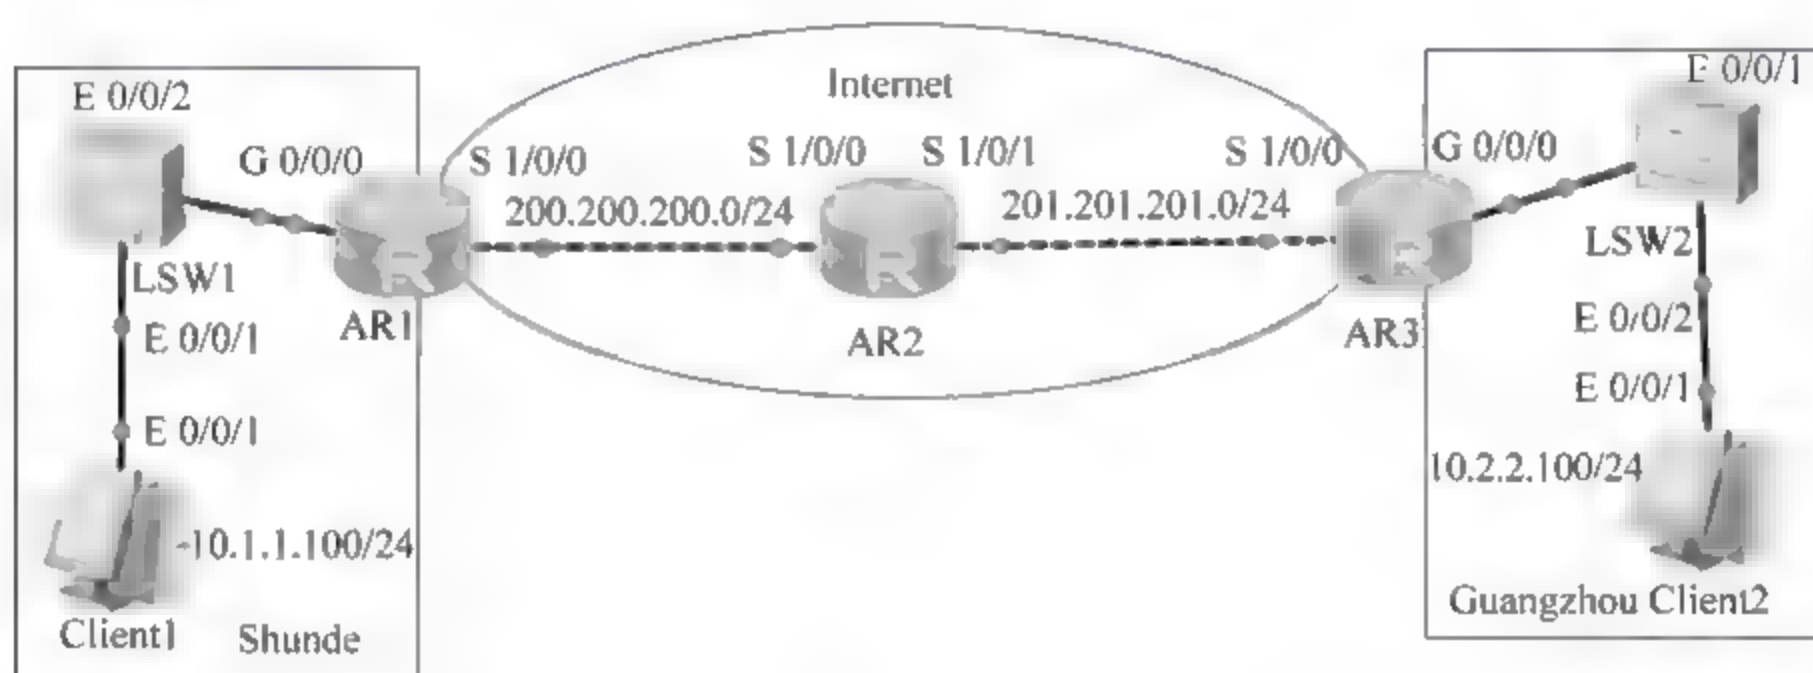 Internet
E 0/0/2
G 0/0/0
S 1/0/0
S 1/0/0
S 1/0/1
S 1/0/0
G 0/0/0
E 0/0/1
200.200.200.0/24
201.201.201.0/24
LSW1
AR1
AR2
AR3
LSW2
E 0/0/1
E 0/0/2
E 0/0/1
E 0/0/1
10.1.1.100/24
10.2.2.100/24
Client1
Shunde
Guangzhou Client2